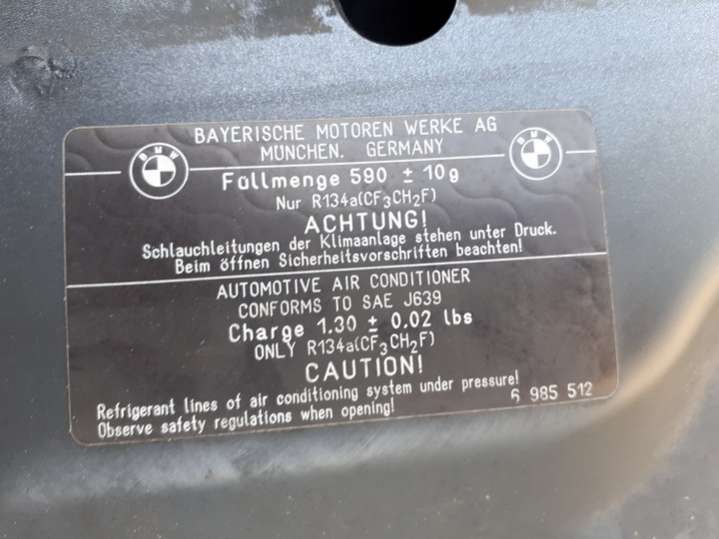 BAYERISCHE MOTOREN WERKE AG
MÜNCHEN. GERMANY
BMW
BMW
Füllmenge 590 ± 10g
Nur R134a(CF3CH2F)
ACHTUNG!
Schlauchleitungen der Klimaanlage stehen unter Druck.
Beim öffnen Sicherheitsvorschriften beachten!
AUTOMOTIVE AIR CONDITIONER
CONFORMS TO SAE J639
Charge 1.30 ± 0.02 lbs
ONLY R134a(CF3CH2F)
CAUTION!
Refrigerant lines of air conditioning system under pressure!
Observe safety regulations when opening!
6 985 512